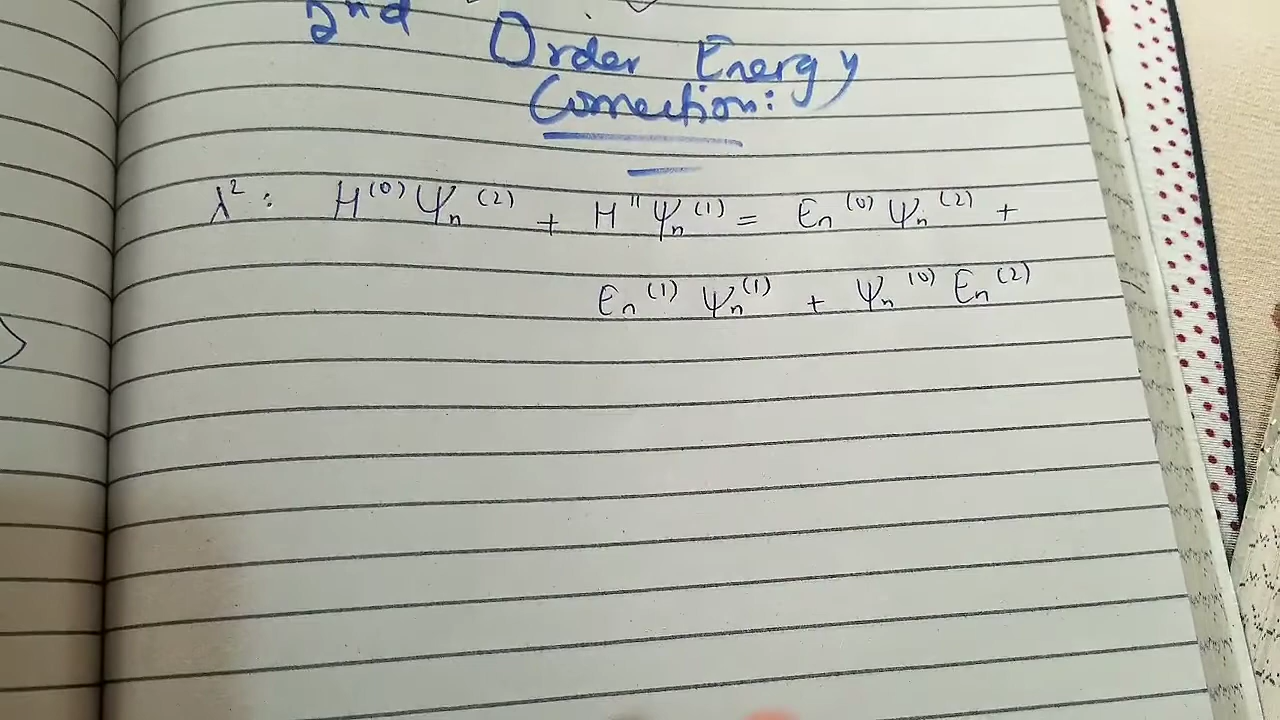 2nd Order Energy
Correction:
λ² : H⁽⁰⁾ Ψₙ⁽²⁾ + H'' Ψₙ⁽¹⁾ = Eₙ⁽⁰⁾ Ψₙ⁽²⁾ +
Eₙ⁽¹⁾ Ψₙ⁽¹⁾ + Ψₙ⁽⁰⁾ Eₙ⁽²⁾